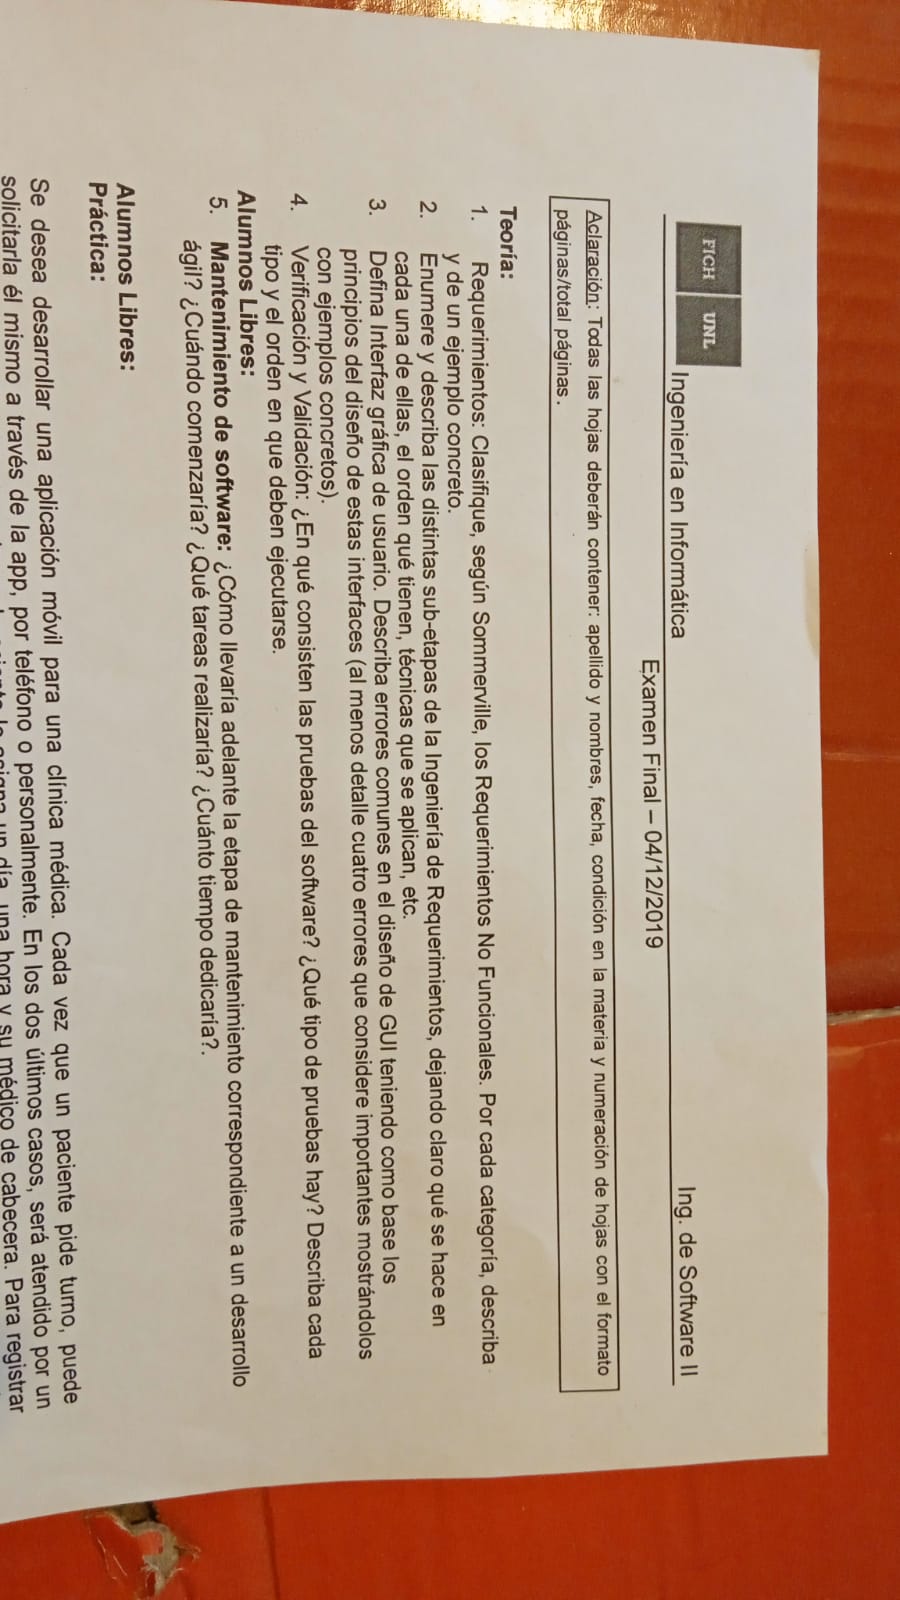 FICH UNL
Ingeniería en Informática
Ing. de Software II
Examen Final – 04/12/2019
Aclaración: Todas las hojas deberán contener: apellido y nombres, fecha, condición en la materia y numeración de hojas con el formato
páginas/total páginas.
Teoría:
1. Requerimientos: Clasifique, según Sommerville, los Requerimientos No Funcionales. Por cada categoría, describa
y de un ejemplo concreto.
2. Enumere y describa las distintas sub-etapas de la Ingeniería de Requerimientos, dejando claro qué se hace en
cada una de ellas, el orden qué tienen, técnicas que se aplican, etc.
3. Defina Interfaz gráfica de usuario. Describa errores comunes en el diseño de GUI teniendo como base los
principios del diseño de estas interfaces (al menos detalle cuatro errores que considere importantes mostrándolos
con ejemplos concretos).
4. Verificación y Validación: ¿En qué consisten las pruebas del software? ¿Qué tipo de pruebas hay? Describa cada
tipo y el orden en que deben ejecutarse.
Alumnos Libres:
5. Mantenimiento de software: ¿Cómo llevaría adelante la etapa de mantenimiento correspondiente a un desarrollo
ágil? ¿Cuándo comenzaría? ¿Qué tareas realizaría? ¿Cuánto tiempo dedicaría?.
Alumnos Libres:
Práctica:
Se desea desarrollar una aplicación móvil para una clínica médica. Cada vez que un paciente pide turno, puede
solicitarla él mismo a través de la app, por teléfono o personalmente. En los dos últimos casos, será atendido por un
asigna un día, una hora y su médico de cabecera. Para registrar